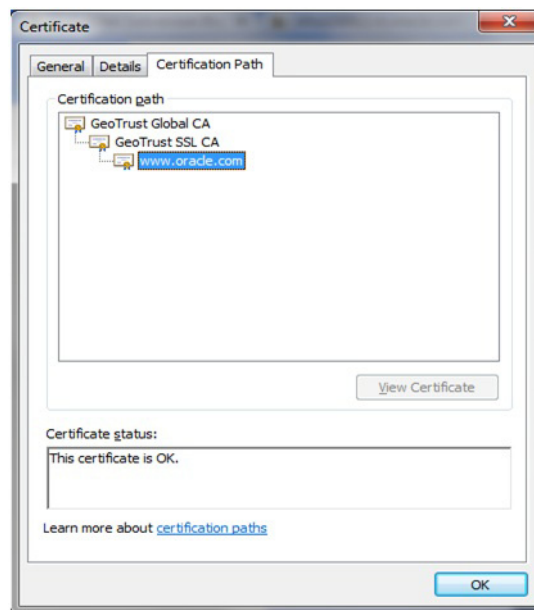 Certificate
General Details Certification Path
Certification path
GeoTrust Global CA
GeoTrust SSL CA
www.oracle.com
View Certificate
Certificate status:
This certificate is OK.
Learn more about certification paths
OK